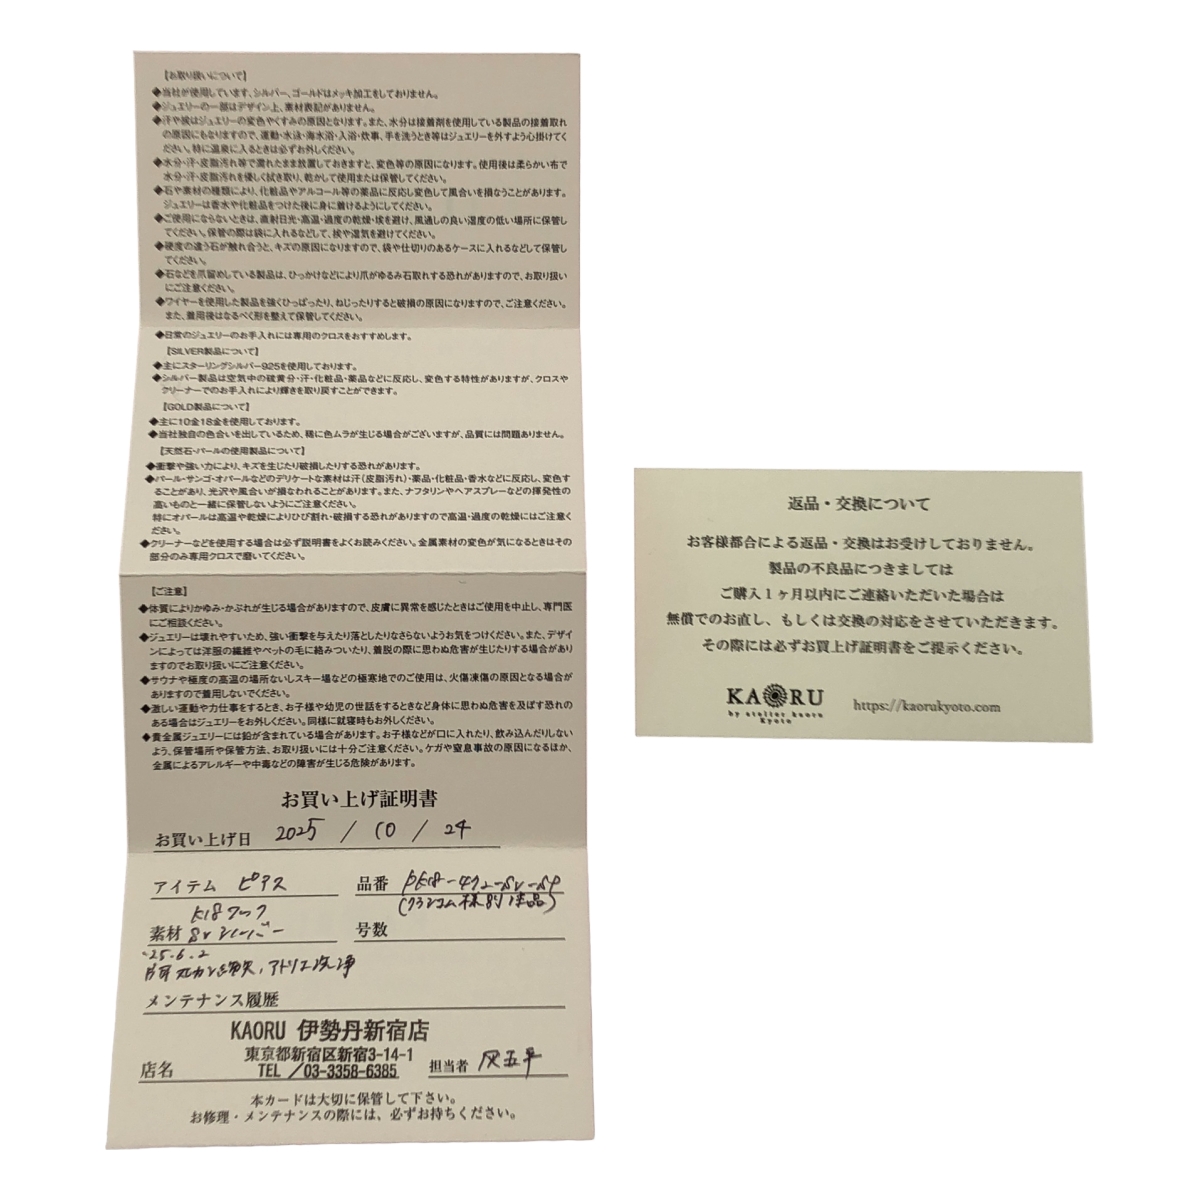 【お取り扱いについて】
◆当社が使用しています、シルバー、ゴールドはメッキ加工をしておりません。
◆ジュエリーの一部はデザイン上、素材表記がありません。
◆汗や埃はジュエリーの変色やくすみの原因となります。また、水分は接着剤を使用している製品の接着取れ
の原因にもなりますので、運動・水泳・海水浴・入浴・炊事、手を洗うとき等はジュエリーを外すよう心掛けてく
ださい。特に温泉に入るときは必ずお外しください。
◆水分・汗・皮脂汚れ等で濡れたまま放置しておきますと、変色等の原因になります。使用後は柔らかい布で
水分・汗・皮脂汚れを優しく拭き取り、乾かして使用または保管してください。
◆石や素材の種類により、化粧品やアルコール等の薬品に反応し変色して風合いを損なうことがあります。
ジュエリーは香水や化粧品をつけた後に身に着けるようにしてください。
◆ご使用にならないときは、直射日光・高温・過度の乾燥・埃を避け、風通しの良い湿度の低い場所に保管し
てください。保管の際は袋に入れるなどして、埃や湿気を避けてください。
◆硬度の違う石が触れ合うと、キズの原因になりますので、袋や仕切りのあるケースに入れるなどして保管し
てください。
◆石などを爪留めしている製品は、ひっかけなどにより爪がゆるみ石取れする恐れがありますので、お取り扱い
にご注意ください。
◆ワイヤーを使用した製品を強くひっぱったり、ねじったりすると破損の原因になりますので、ご注意ください。
また、着用後はなるべく形を整えて保管してください。
◆日常のジュエリーのお手入れには専用のクロスをおすすめします。
【SILVER製品について】
◆主にスターリングシルバー925を使用しております。
◆シルバー製品は空気中の硫黄分・汗・化粧品・薬品などに反応し、変色する特性がありますが、クロスや
クリーナーでのお手入れにより輝きを取り戻すことができます。
【GOLD製品について】
◆主に10金18金を使用しております。
◆当社独自の色合いを出しているため、稀に色ムラが生じる場合がございますが、品質には問題ありません。
【天然石・パールの使用製品について】
◆衝撃や強い力により、キズを生じたり破損したりする恐れがあります。
◆パール・サンゴ・オパールなどのデリケートな素材は汗（皮脂汚れ）・薬品・化粧品・香水などに反応し、変色す
ることがあり、光沢や風合いが損なわれることがあります。また、ナフタリンやヘアスプレーなどの揮発性の
高いものと一緒に保管しないようにご注意ください。
特にオパールは高温や乾燥によりひび割れ・破損する恐れがありますので高温・過度の乾燥にはご注意く
ださい。
◆クリーナーなどを使用する場合は必ず説明書をよくお読みください。金属素材の変色が気になるときはその
部分のみ専用クロスで磨いてください。
【ご注意】
◆体質によりかゆみ・かぶれが生じる場合がありますので、皮膚に異常を感じたときはご使用を中止し、専門医
にご相談ください。
◆ジュエリーは壊れやすいため、強い衝撃を与えたり落としたりなさらないようお気をつけください。また、デザイ
ンによっては洋服の繊維やペットの毛に絡みついたり、着脱の際に思わぬ危害が生じたりする場合があり
ますのでお取り扱いにご注意ください。
◆サウナや極度の高温の場所ないしスキー場などの極寒地でのご使用は、火傷凍傷の原因となる場合が
ありますので着用しないでください。
◆激しい運動や力仕事をするとき、お子様や幼児の世話をするときなど身体に思わぬ危害を及ぼす恐れの
ある場合はジュエリーをお外しください。同様に就寝時もお外しください。
◆貴金属ジュエリーには鉛が含まれている場合があります。お子様などが口に入れたり、飲み込んだりしない
よう、保管場所や保管方法、お取り扱いには十分ご注意ください。ケガや窒息事故の原因になるほか、
金属によるアレルギーや中毒などの障害が生じる危険があります。
お買い上げ証明書
お買い上げ日 2025 / 10 / 24
アイテム ピアス 品番 PK18-472-SV-SP
K18フック
素材 SVシルバー 号数
'25.6.2
メンテナンス履歴
KAORU 伊勢丹新宿店
東京都新宿区新宿3-14-1
店名 TEL／03-3358-6385 担当者
本カードは大切に保管して下さい。
お修理・メンテナンスの際には、必ずお持ちください。
返品・交換について
お客様都合による返品・交換はお受けしておりません。
製品の不良品につきましては
ご購入１ヶ月以内にご連絡いただいた場合は
無償でのお直し、もしくは交換の対応をさせていただきます。
その際には必ずお買上げ証明書をご提示ください。
KAORU
by atelier kaoru
Kyoto
https://kaorukyoto.com